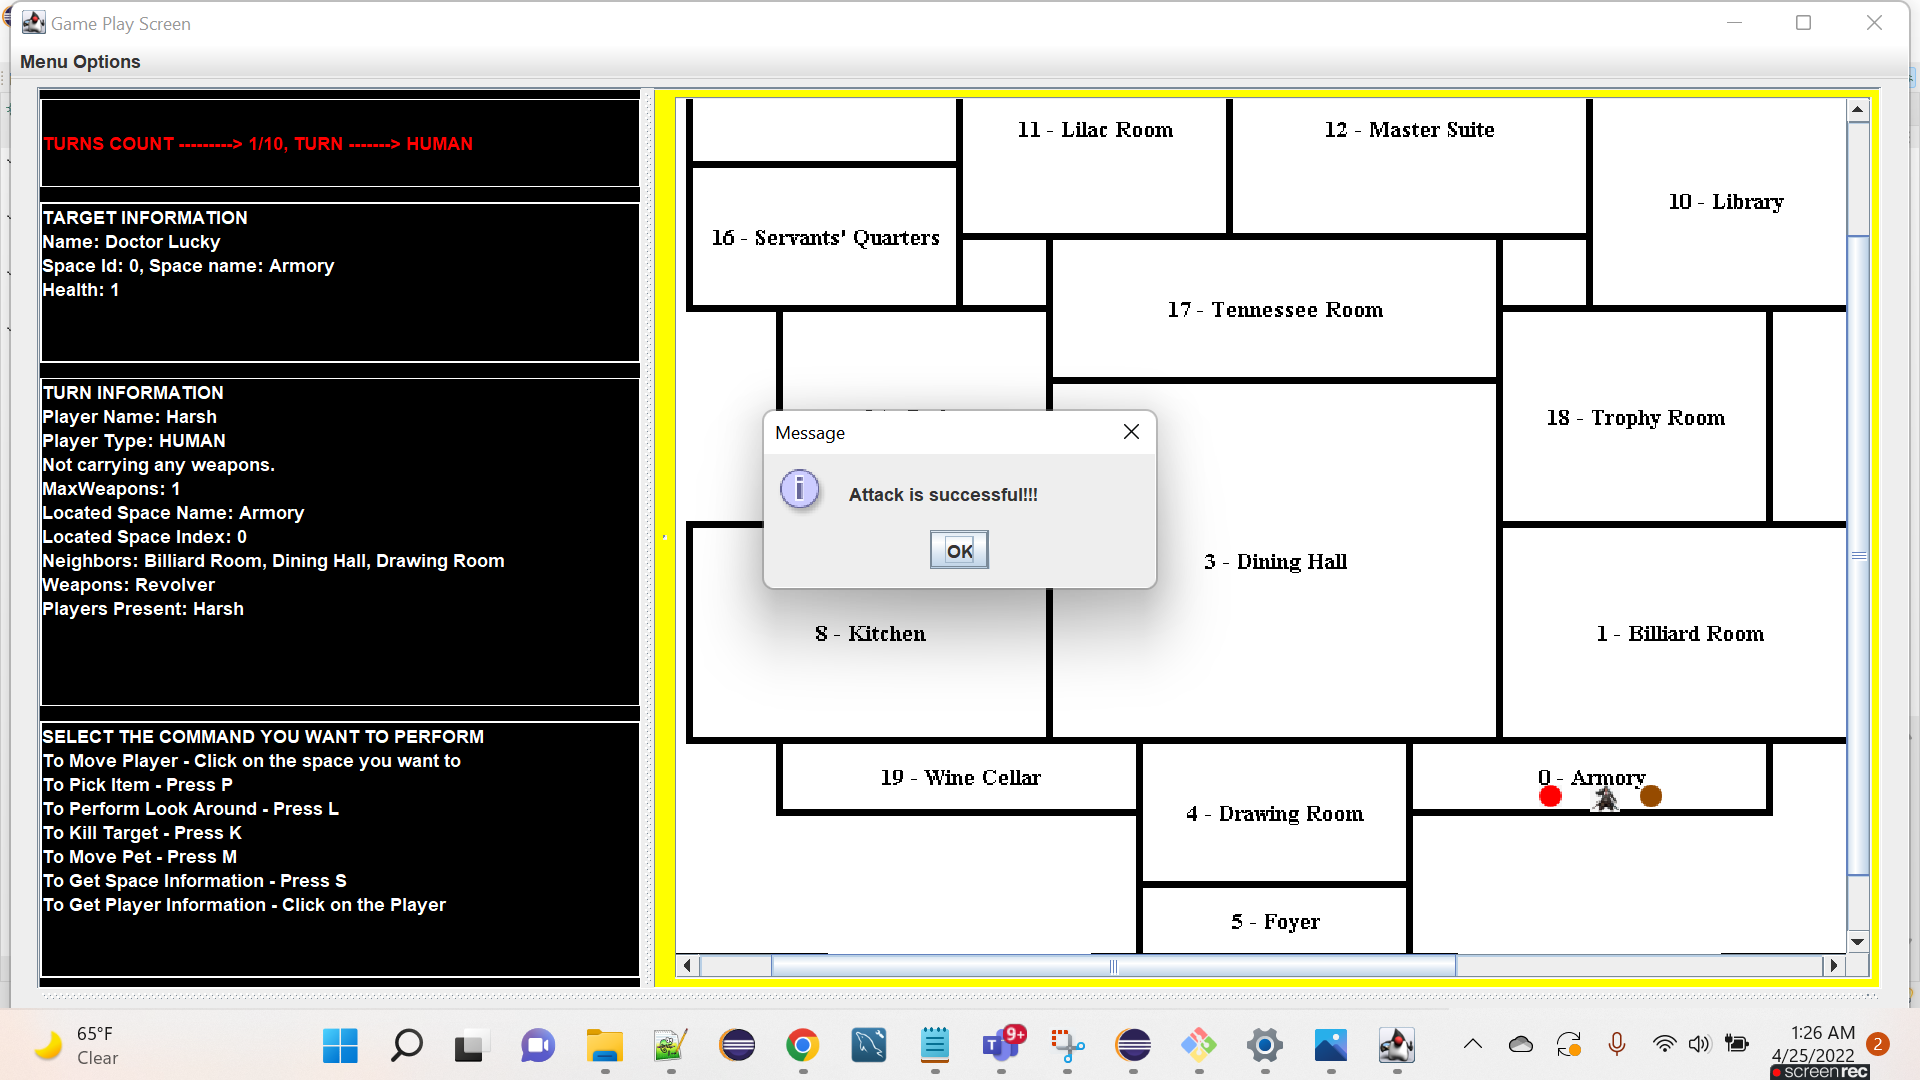 Game Play Screen
Menu Options
TURNS COUNT ---------> 1/10, TURN -------> HUMAN
TARGET INFORMATION
Name: Doctor Lucky
Space Id: 0, Space name: Armory
Health: 1
TURN INFORMATION
Player Name: Harsh
Player Type: HUMAN
Not carrying any weapons.
MaxWeapons: 1
Located Space Name: Armory
Located Space Index: 0
Neighbors: Billiard Room, Dining Hall, Drawing Room
Weapons: Revolver
Players Present: Harsh
SELECT THE COMMAND YOU WANT TO PERFORM
To Move Player - Click on the space you want to
To Pick Item - Press P
To Perform Look Around - Press L
To Kill Target - Press K
To Move Pet - Press M
To Get Space Information - Press S
To Get Player Information - Click on the Player
11 - Lilac Room
12 - Master Suite
10 - Library
16 - Servants' Quarters
17 - Tennessee Room
18 - Trophy Room
Message
Attack is successful!!!
OK
3 - Dining Hall
8 - Kitchen
1 - Billiard Room
19 - Wine Cellar
0 - Armory
4 - Drawing Room
5 - Foyer
65°F
Clear
9+
1:26 AM
4/25/2022
2
screenrec